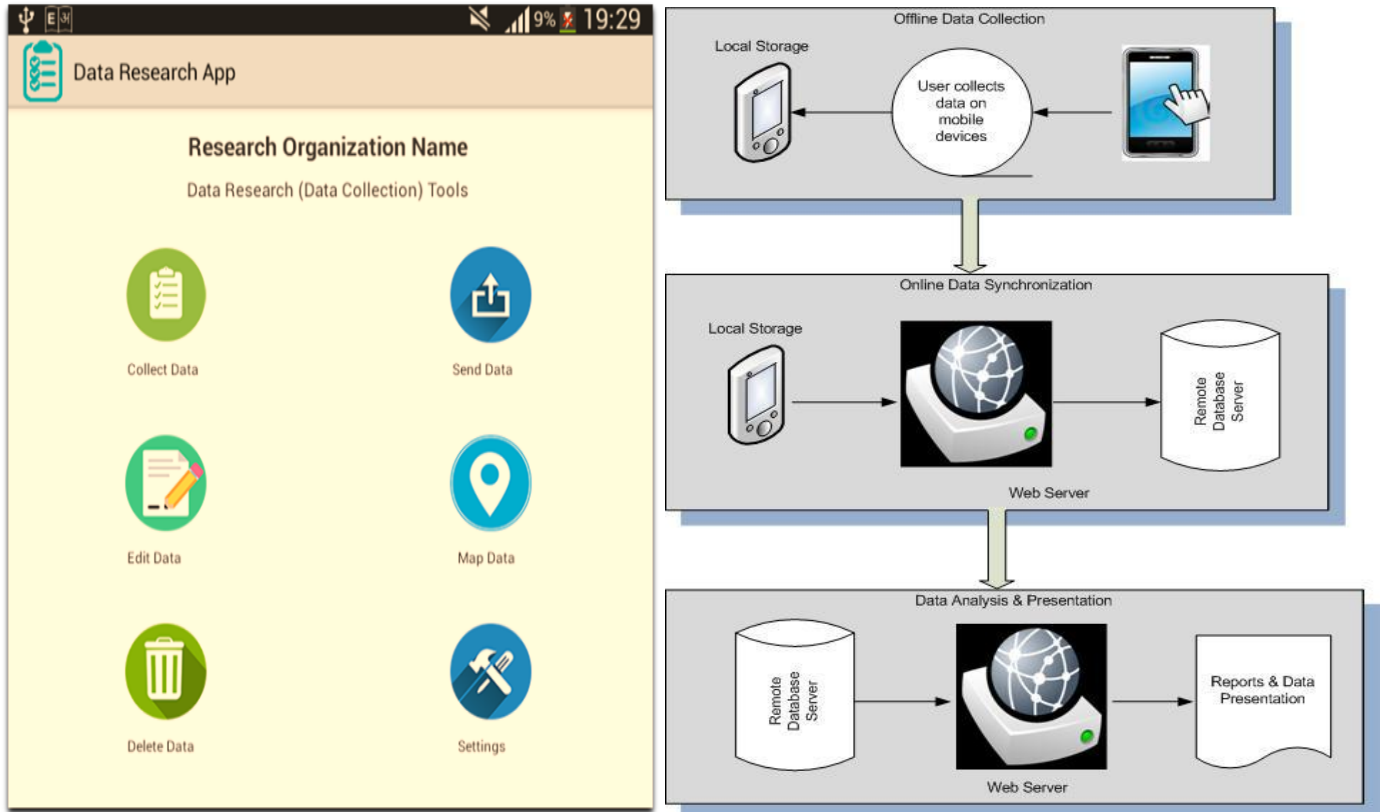 E अ
9% 19:29
Data Research App
Research Organization Name
Data Research (Data Collection) Tools
Collect Data
Send Data
Edit Data
Map Data
Delete Data
Settings
Offline Data Collection
Local Storage
User collects
data on
mobile
devices
Online Data Synchronization
Local Storage
Remote
Database
Server
Web Server
Data Analysis & Presentation
Remote
Database
Server
Reports & Data
Presentation
Web Server